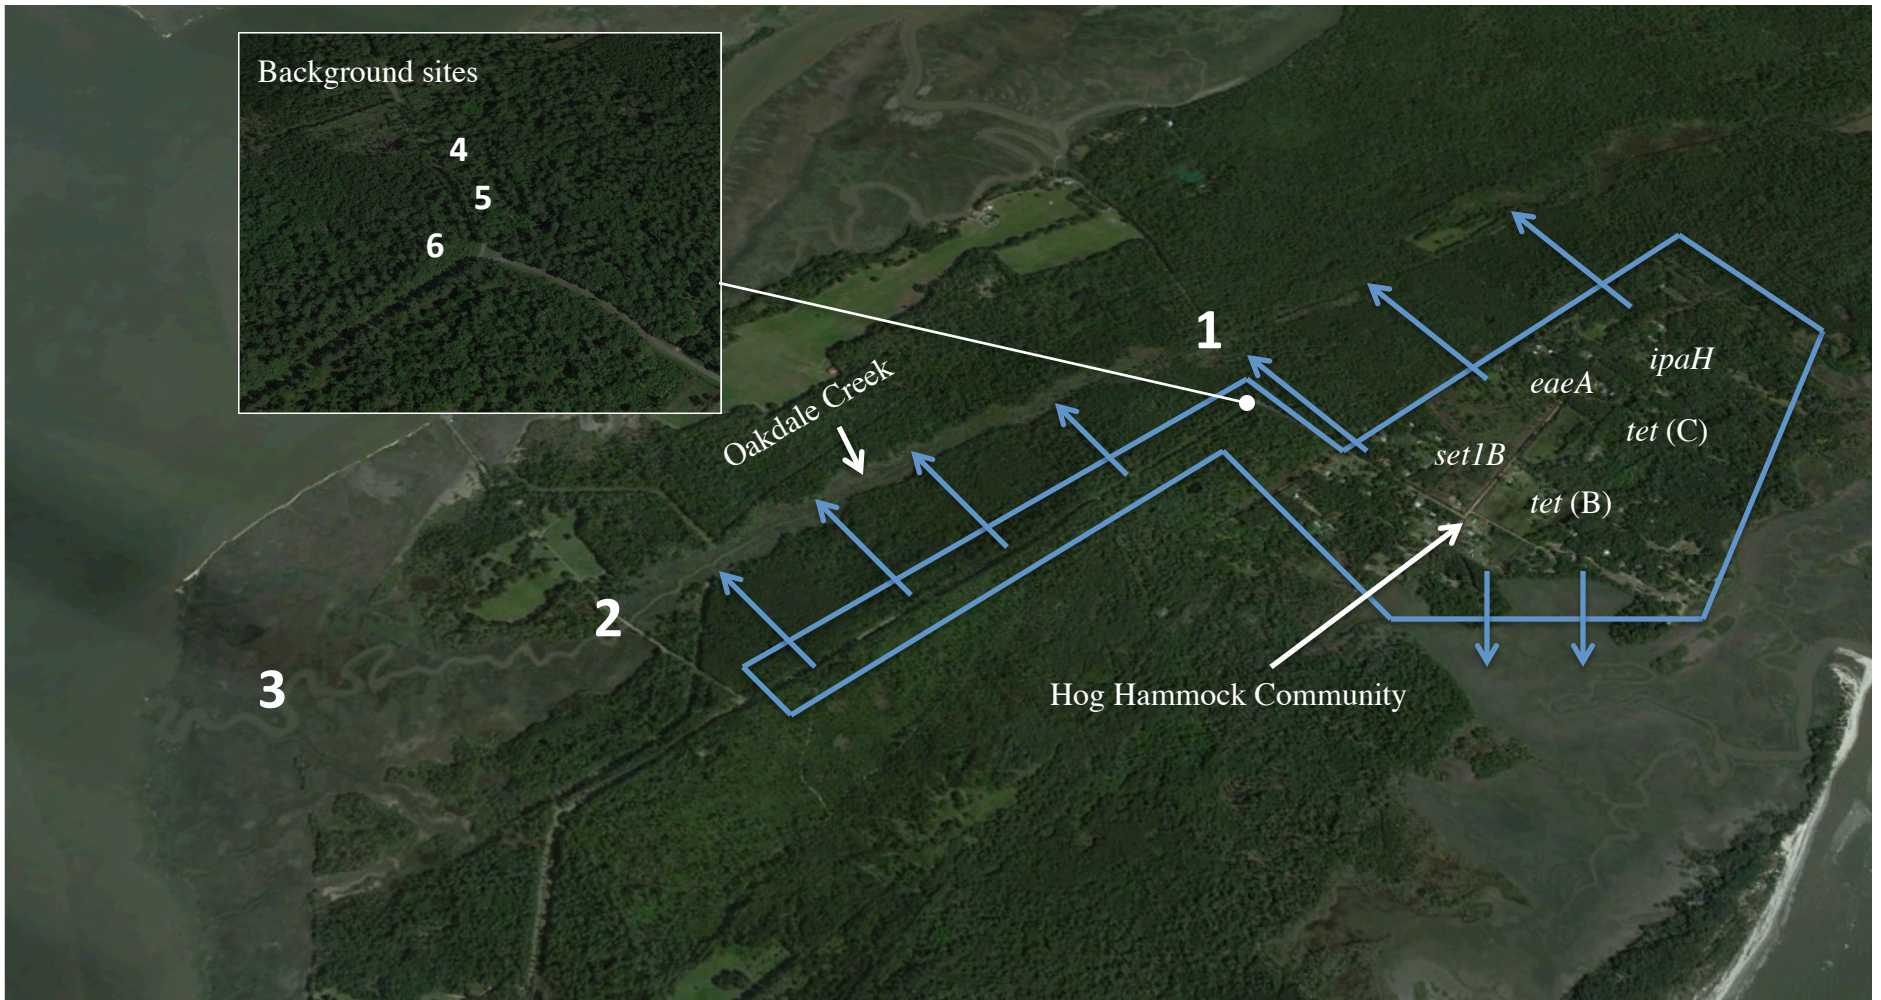 Background sites
4
5
6
1
ipaH
eaeA
Oakdale Creek
tet (C)
set1B
tet (B)
2
3
Hog Hammock Community